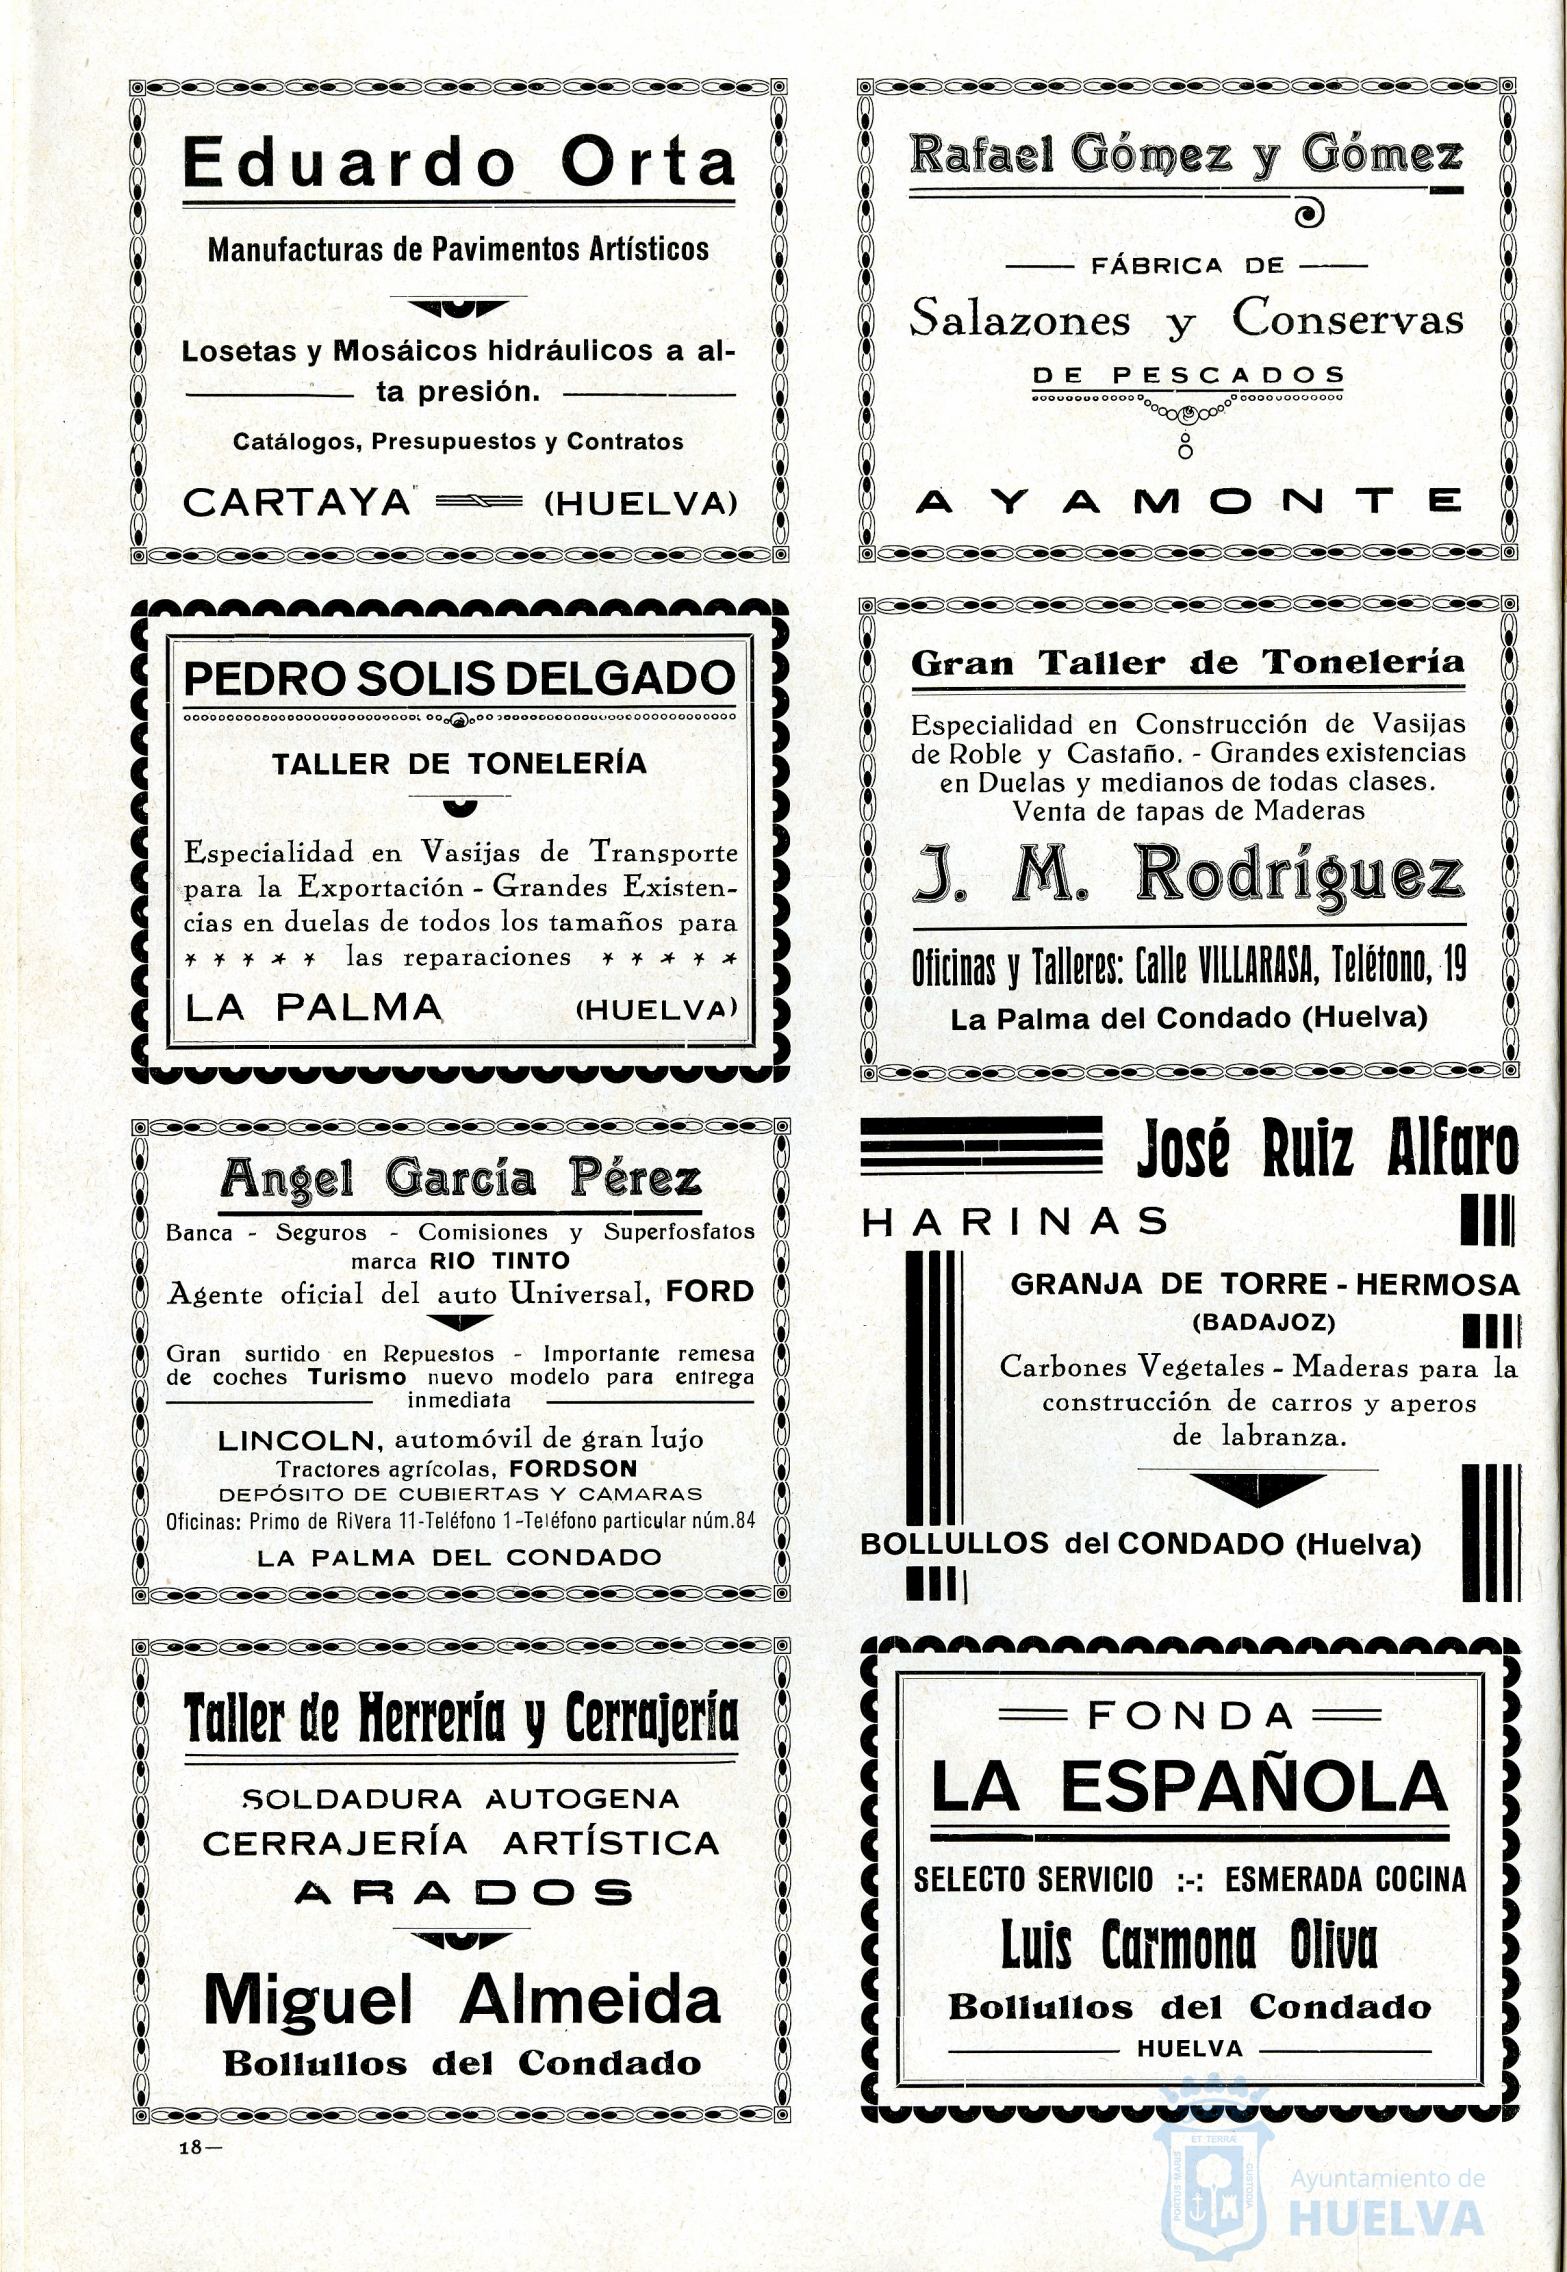 Eduardo Orta
Manufacturas de Pavimentos Artísticos
Losetas y Mosáicos hidráulicos a al-
ta presión.
Catálogos, Presupuestos y Contratos
CARTAYA (HUELVA)
Rafael Gómez y Gómez
FÁBRICA DE
Salazones y Conservas
DE PESCADOS
AYAMONTE
PEDRO SOLIS DELGADO
TALLER DE TONELERÍA
Especialidad en Vasijas de Transporte
para la Exportación - Grandes Existen-
cias en duelas de todos los tamaños para
las reparaciones
LA PALMA (HUELVA)
Gran Taller de Tonelería
Especialidad en Construcción de Vasijas
de Roble y Castaño. - Grandes existencias
en Duelas y medianos de todas clases.
Venta de tapas de Maderas
J. M. Rodríguez
Oficinas y Talleres: Calle VILLARASA, Teléfono, 19
La Palma del Condado (Huelva)
Angel García Pérez
Banca - Seguros - Comisiones y Superfosfatos
marca RIO TINTO
Agente oficial del auto Universal, FORD
Gran surtido en Repuestos - Importante remesa
de coches Turismo nuevo modelo para entrega
inmediata
LINCOLN, automóvil de gran lujo
Tractores agrícolas, FORDSON
DEPÓSITO DE CUBIERTAS Y CAMARAS
Oficinas: Primo de Rivera 11-Teléfono 1-Teléfono particular núm. 84
LA PALMA DEL CONDADO
José Ruiz Alfaro
HARINAS
GRANJA DE TORRE - HERMOSA
(BADAJOZ)
Carbones Vegetales - Maderas para la
construcción de carros y aperos
de labranza.
BOLLULLOS del CONDADO (Huelva)
Taller de Herrería y Cerrajería
SOLDADURA AUTOGENA
CERRAJERÍA ARTÍSTICA
ARADOS
Miguel Almeida
Bollullos del Condado
FONDA
LA ESPAÑOLA
SELECTO SERVICIO :-: ESMERADA COCINA
Luis Carmona Oliva
Bollullos del Condado
HUELVA
18—
PORTUS MARIS
ET TERRÆ
CUSTODIA
Ayuntamiento de
HUELVA